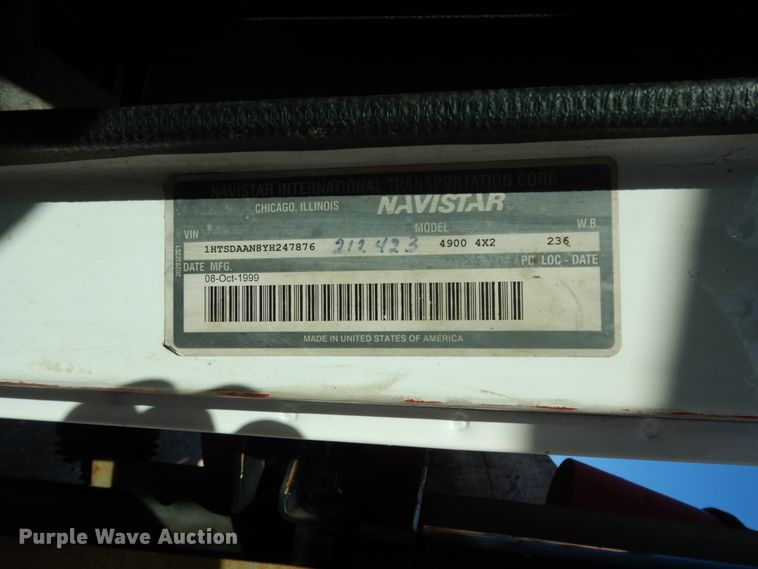 NAVISTAR INTERNATIONAL TRANSPORTATION CORP.
CHICAGO, ILLINOIS NAVISTAR
VIN MODEL W.B.
1HTSDAAN8YH247876 212423 4900 4X2 236
DATE MFG. PD LOC - DATE
08-Oct-1999
MADE IN UNITED STATES OF AMERICA
Purple Wave Auction